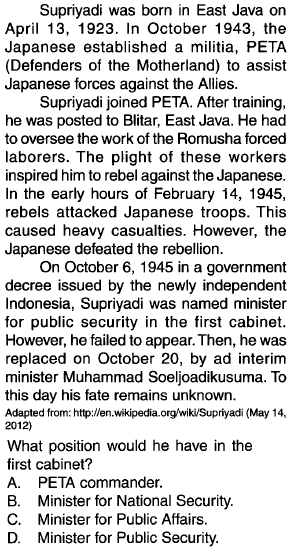 Supriyadi was born in East Java on
April 13, 1923. In October 1943, the
Japanese established a militia, PETA
(Defenders of the Motherland) to assist
Japanese forces against the Allies.
Supriyadi joined PETA. After training,
he was posted to Blitar, East Java. He had
to oversee the work of the Romusha forced
laborers. The plight of these workers
inspired him to rebel against the Japanese.
In the early hours of February 14, 1945,
rebels attacked Japanese troops. This
caused heavy casualties. However, the
Japanese defeated the rebellion.
On October 6, 1945 in a government
decree issued by the newly independent
Indonesia, Supriyadi was named minister
for public security in the first cabinet.
However, he failed to appear. Then, he was
replaced on October 20, by ad interim
minister Muhammad Soeljoadikusuma. To
this day his fate remains unknown.
Adapted from: http://en.wikipedia.org/wiki/Supriyadi (May 14,
2012)
What position would he have in the
first cabinet?
A. PETA commander.
B. Minister for National Security.
C. Minister for Public Affairs.
D. Minister for Public Security.